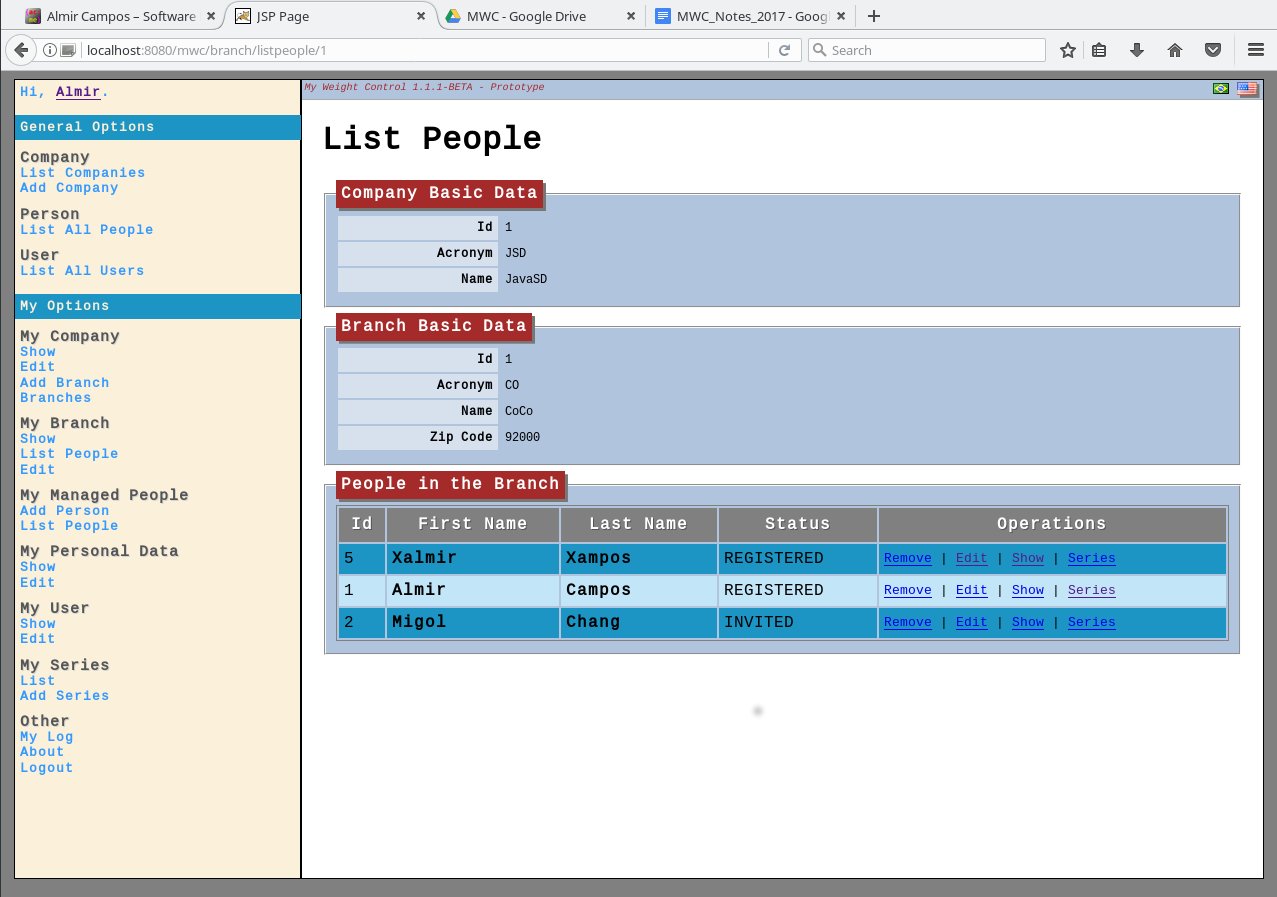 Almir Campos – Software
JSP Page
MWC - Google Drive
MWC_Notes_2017 - Goog
localhost:8080/mwc/branch/listpeople/1
Search
Hi, Almir.
General Options
Company
List Companies
Add Company
Person
List All People
User
List All Users
My Options
My Company
Show
Edit
Add Branch
Branches
My Branch
Show
List People
Edit
My Managed People
Add Person
List People
My Personal Data
Show
Edit
My User
Show
Edit
My Series
List
Add Series
Other
My Log
About
Logout
My Weight Control 1.1.1-BETA - Prototype
List People
Company Basic Data
Id 1
Acronym JSD
Name JavaSD
Branch Basic Data
Id 1
Acronym CO
Name CoCo
Zip Code 92000
People in the Branch
Id First Name Last Name Status Operations
5 Xalmir Xampos REGISTERED Remove | Edit | Show | Series
1 Almir Campos REGISTERED Remove | Edit | Show | Series
2 Migol Chang INVITED Remove | Edit | Show | Series